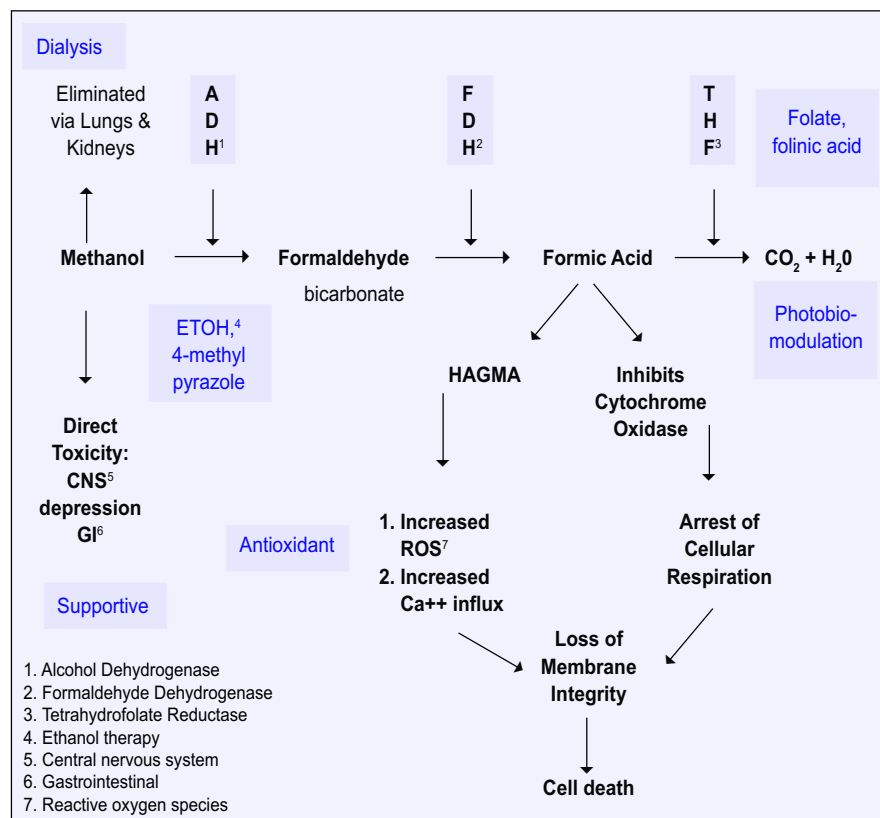 Dialysis
Eliminated
via Lungs &
Kidneys
A
D
H¹
F
D
H²
T
H
F³
Folate,
folinic acid
Methanol
Formaldehyde
Formic Acid
CO₂ + H₂0
bicarbonate
ETOH,⁴
4-methyl
pyrazole
Photobio-
modulation
HAGMA
Inhibits
Cytochrome
Oxidase
Direct
Toxicity:
CNS⁵
depression
GI⁶
Antioxidant
1. Increased
ROS⁷
2. Increased
Ca++ influx
Arrest of
Cellular
Respiration
Supportive
Loss of
Membrane
Integrity
Cell death
1. Alcohol Dehydrogenase
2. Formaldehyde Dehydrogenase
3. Tetrahydrofolate Reductase
4. Ethanol therapy
5. Central nervous system
6. Gastrointestinal
7. Reactive oxygen species